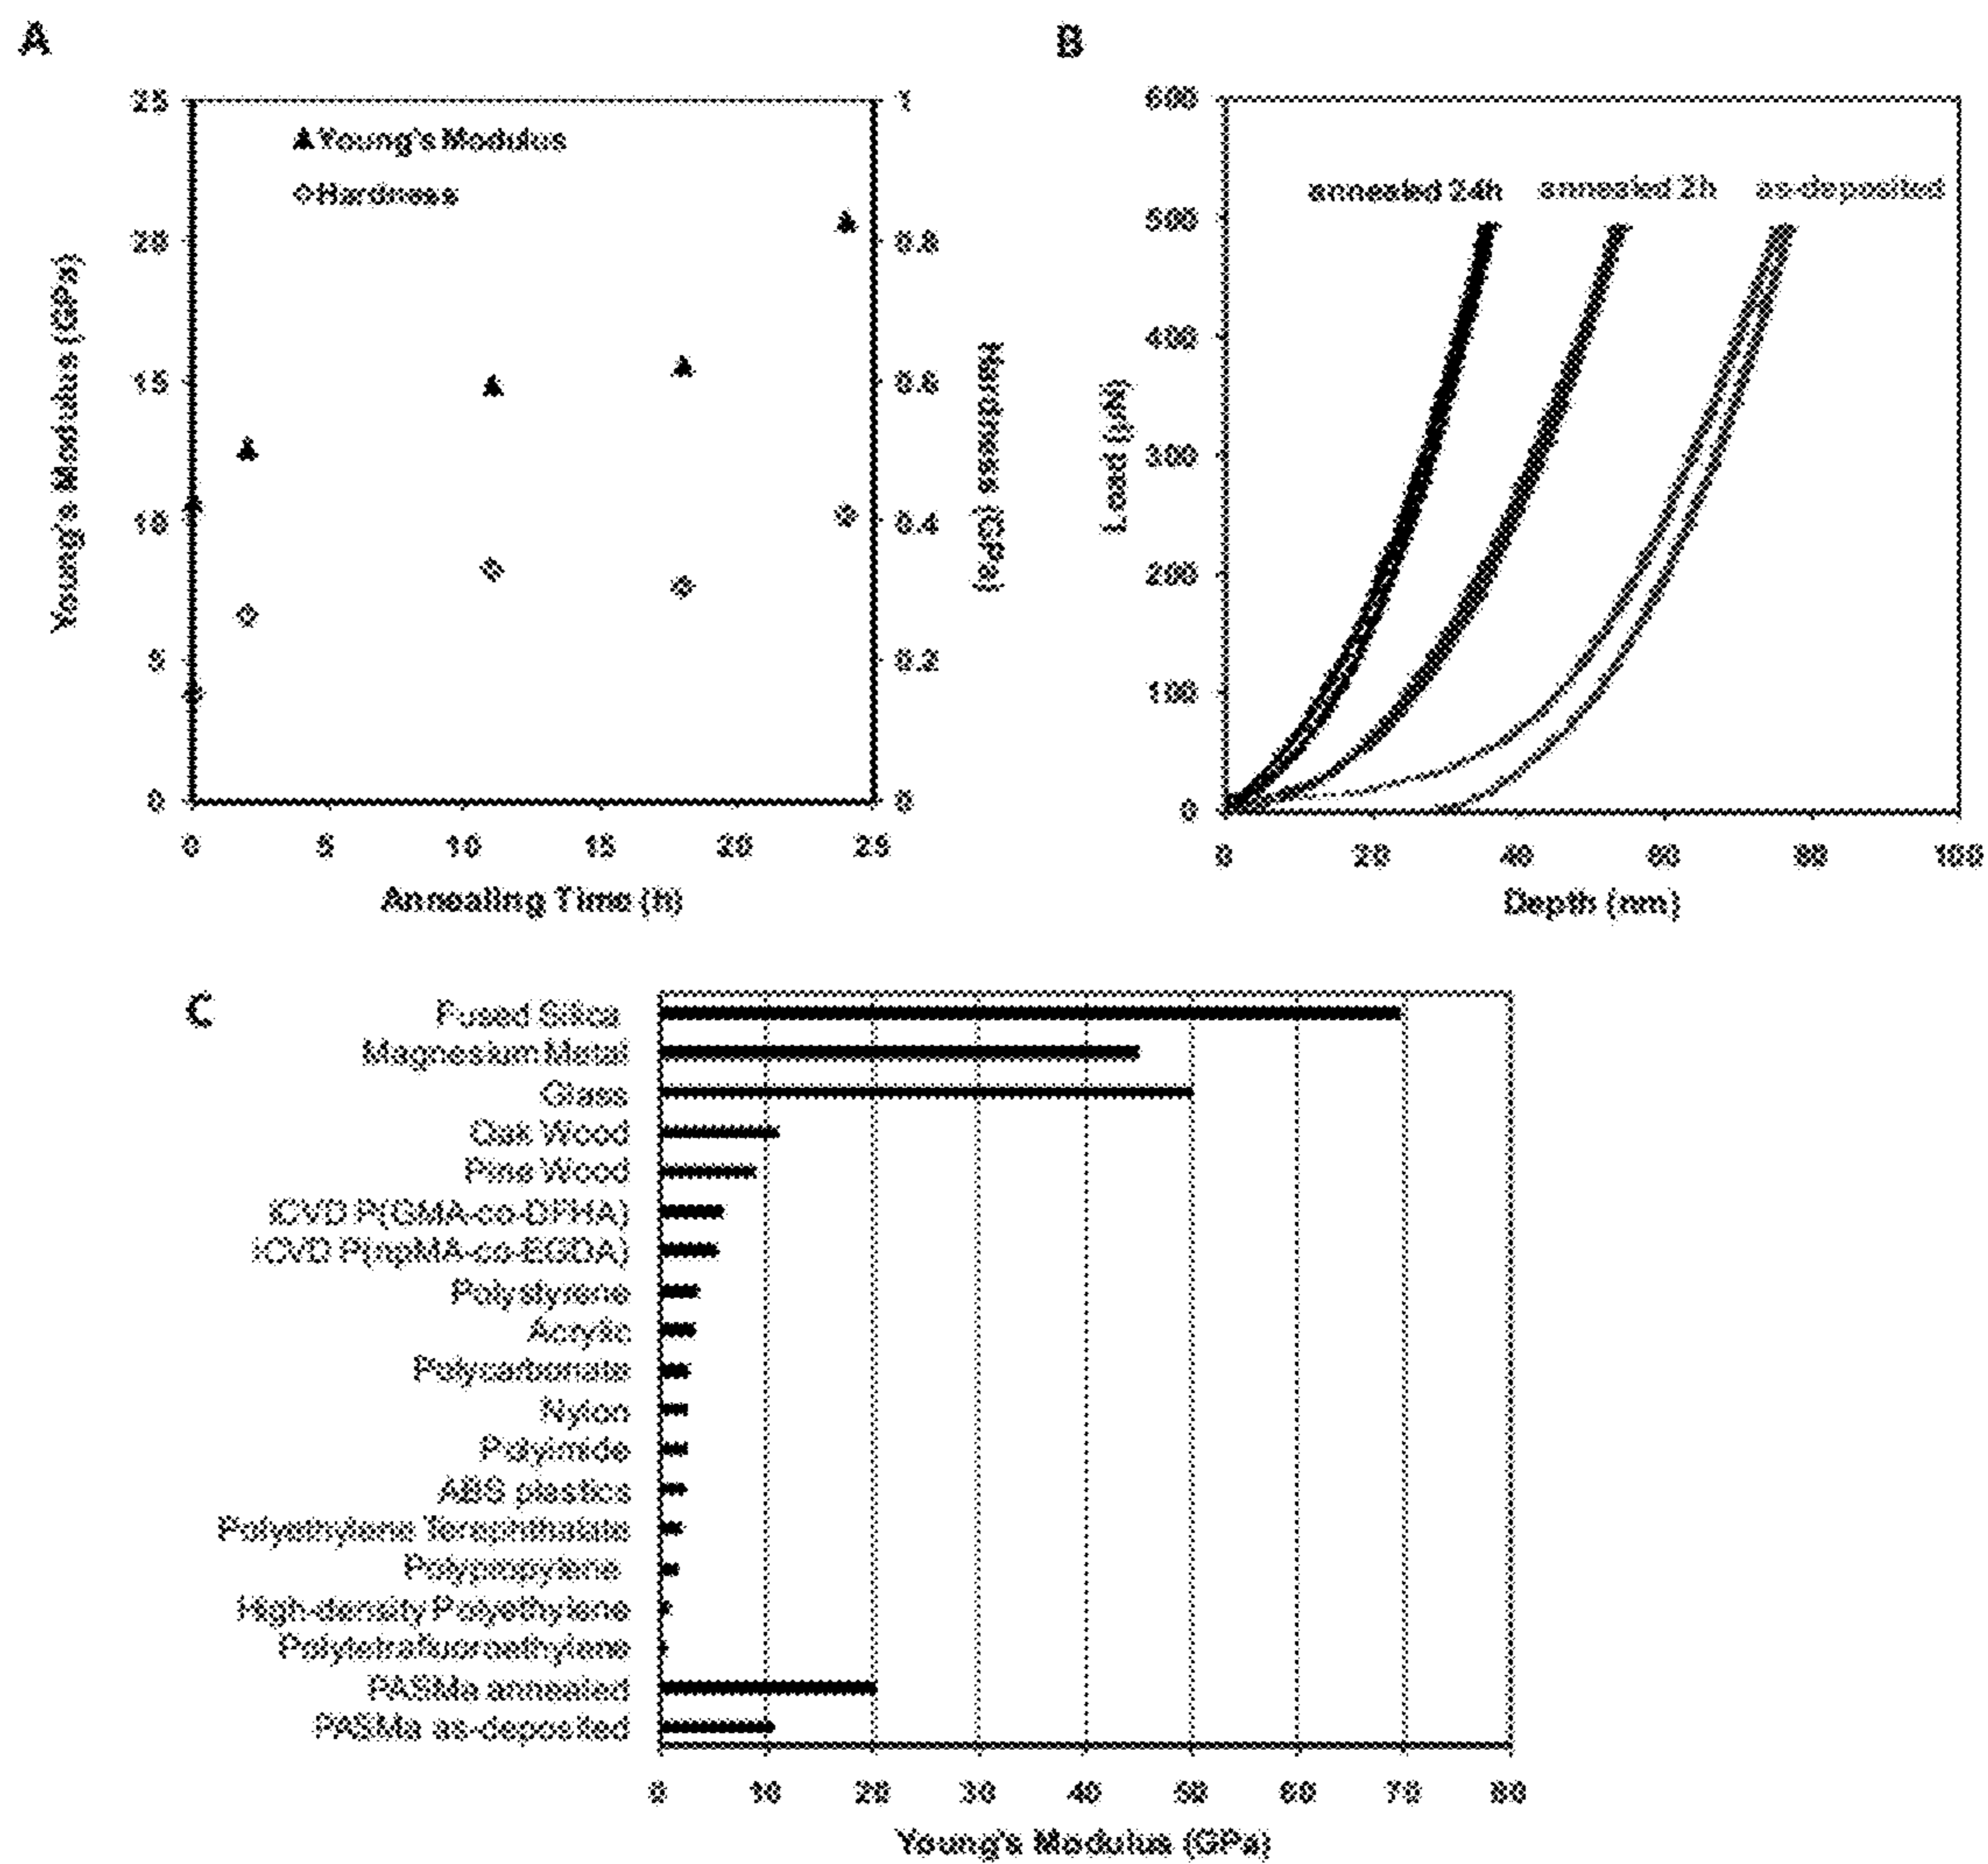 A
25
20
15
10
5
0
▲Young's Modulus
◇Hardness
1
0.8
0.6
0.4
0.2
0
Young's Modulus (GPa)
Hardness (GPa)
0 5 10 15 20 25
Annealing Time (h)
B
600
500
400
300
200
100
0
annealed 24h annealed 2h as-deposited
Load (μN)
0 20 40 60 80 100
Depth (nm)
C
Fused Silica
Magnesium Metal
Glass
Oak Wood
Pine Wood
iCVD P(GMA-co-DPHA)
iCVD P(npMA-co-EGDA)
Polystyrene
Acrylic
Polycarbonate
Nylon
Polyimide
ABS plastics
Polyethylene Terephthalate
Polypropylene
High-density Polyethylene
Polytetrafluoroethylene
PASMa annealed
PASMa as-deposited
0 10 20 30 40 50 60 70 80
Young's Modulus (GPa)